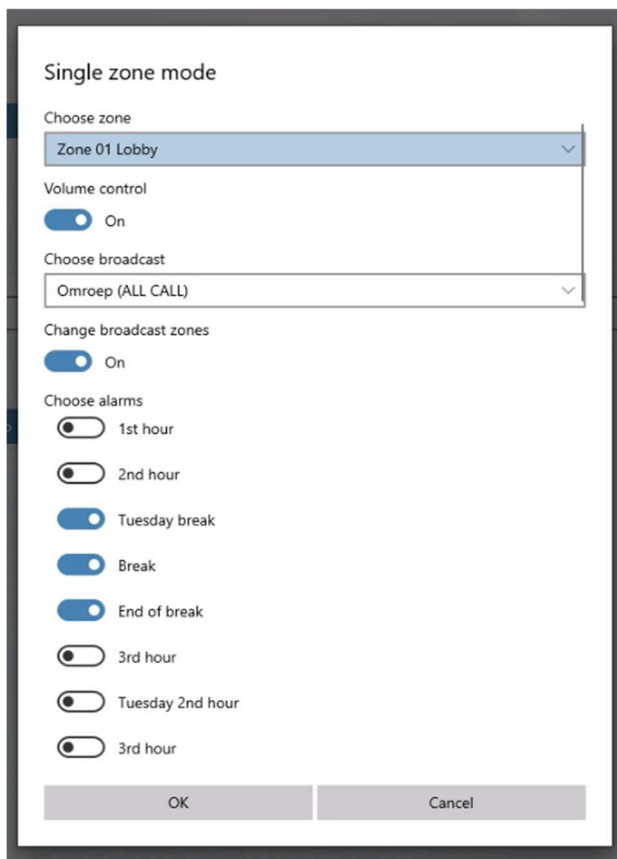 Single zone mode
Choose zone
Zone 01 Lobby
Volume control
On
Choose broadcast
Omroep (ALL CALL)
Change broadcast zones
On
Choose alarms
1st hour
2nd hour
Tuesday break
Break
End of break
3rd hour
Tuesday 2nd hour
3rd hour
OK Cancel